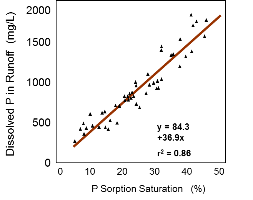 Dissolved P in Runoff (mg/L)
2000
1500
1000
500
0
y = 84.3
+36.9x
r² = 0.86
0 10 20 30 40 50
P Sorption Saturation (%)